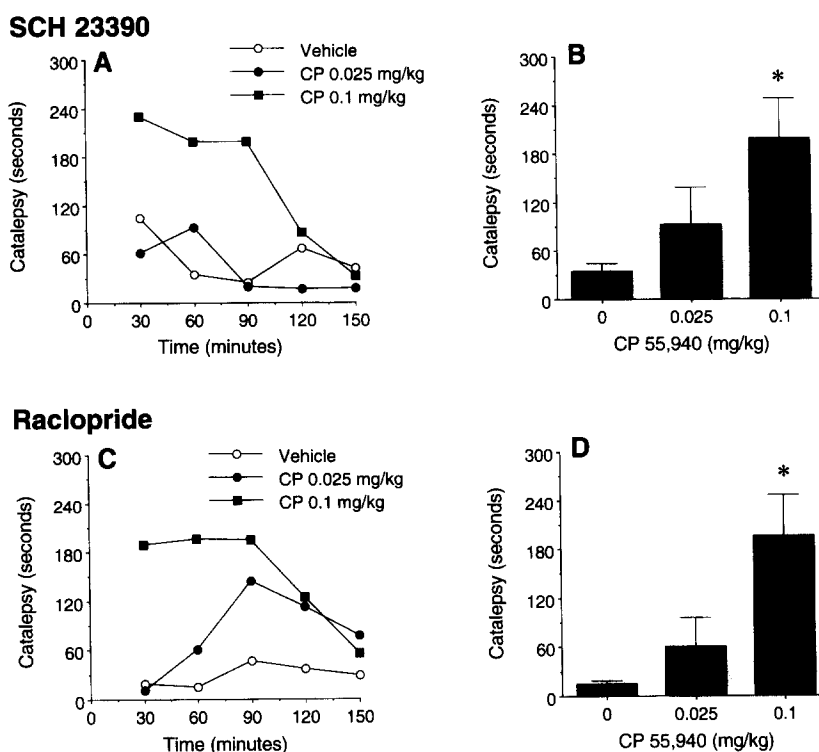 SCH 23390
A
Vehicle
CP 0.025 mg/kg
CP 0.1 mg/kg
300
240
180
120
60
0
Catalepsy (seconds)
0 30 60 90 120 150
Time (minutes)
B
*
300
240
180
120
60
0
Catalepsy (seconds)
0 0.025 0.1
CP 55,940 (mg/kg)
Raclopride
C
Vehicle
CP 0.025 mg/kg
CP 0.1 mg/kg
300
240
180
120
60
0
Catalepsy (seconds)
0 30 60 90 120 150
Time (minutes)
D
*
300
240
180
120
60
0
Catalepsy (seconds)
0 0.025 0.1
CP 55,940 (mg/kg)